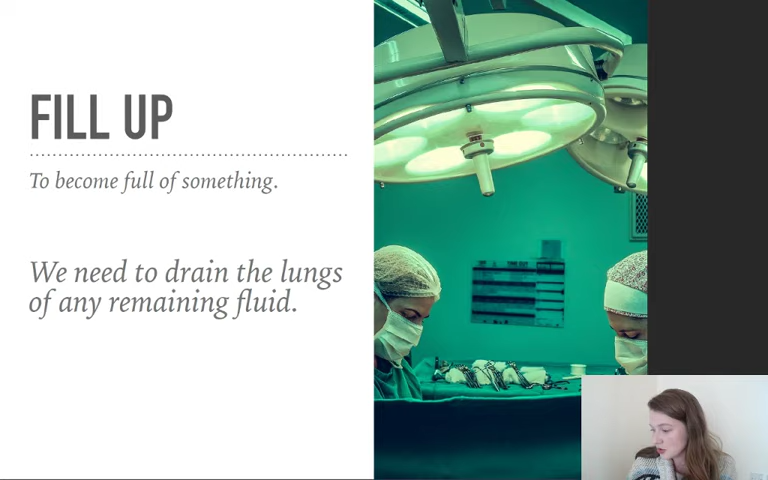 FILL UP
To become full of something.
We need to drain the lungs
of any remaining fluid.